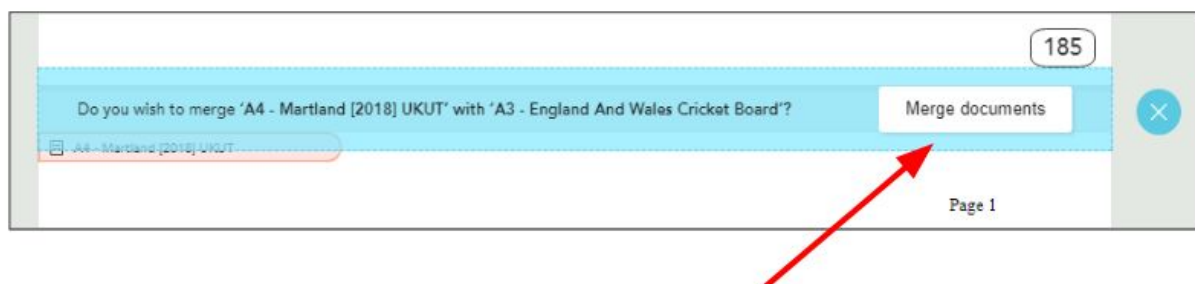 185
Do you wish to merge 'A4 - Martland [2018] UKUT' with 'A3 - England And Wales Cricket Board'?
Merge documents
A4 - Martland [2018] UKUT
Page 1